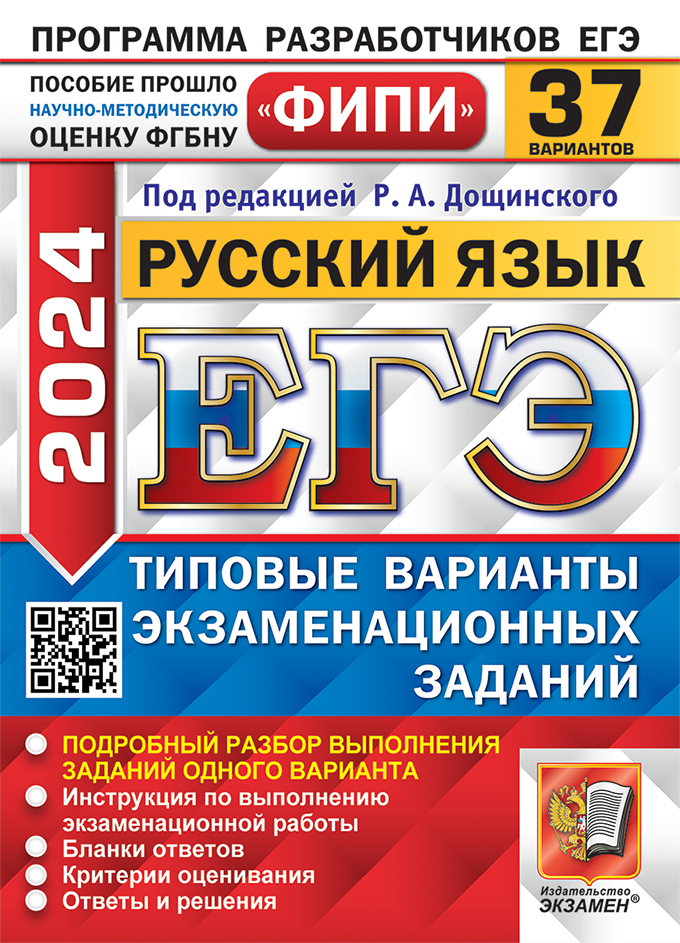 ПРОГРАММА РАЗРАБОТЧИКОВ ЕГЭ
ПОСОБИЕ ПРОШЛО
НАУЧНО-МЕТОДИЧЕСКУЮ
ОЦЕНКУ ФГБНУ
«ФИПИ»
37
ВАРИАНТОВ
2024
Под редакцией Р. А. Дощинского
РУССКИЙ ЯЗЫК
ЕГЭ
ТИПОВЫЕ ВАРИАНТЫ
ЭКЗАМЕНАЦИОННЫХ
ЗАДАНИЙ
ПОДРОБНЫЙ РАЗБОР ВЫПОЛНЕНИЯ
ЗАДАНИЙ ОДНОГО ВАРИАНТА
Инструкция по выполнению
экзаменационной работы
Бланки ответов
Критерии оценивания
Ответы и решения
Издательство
ЭКЗАМЕН®